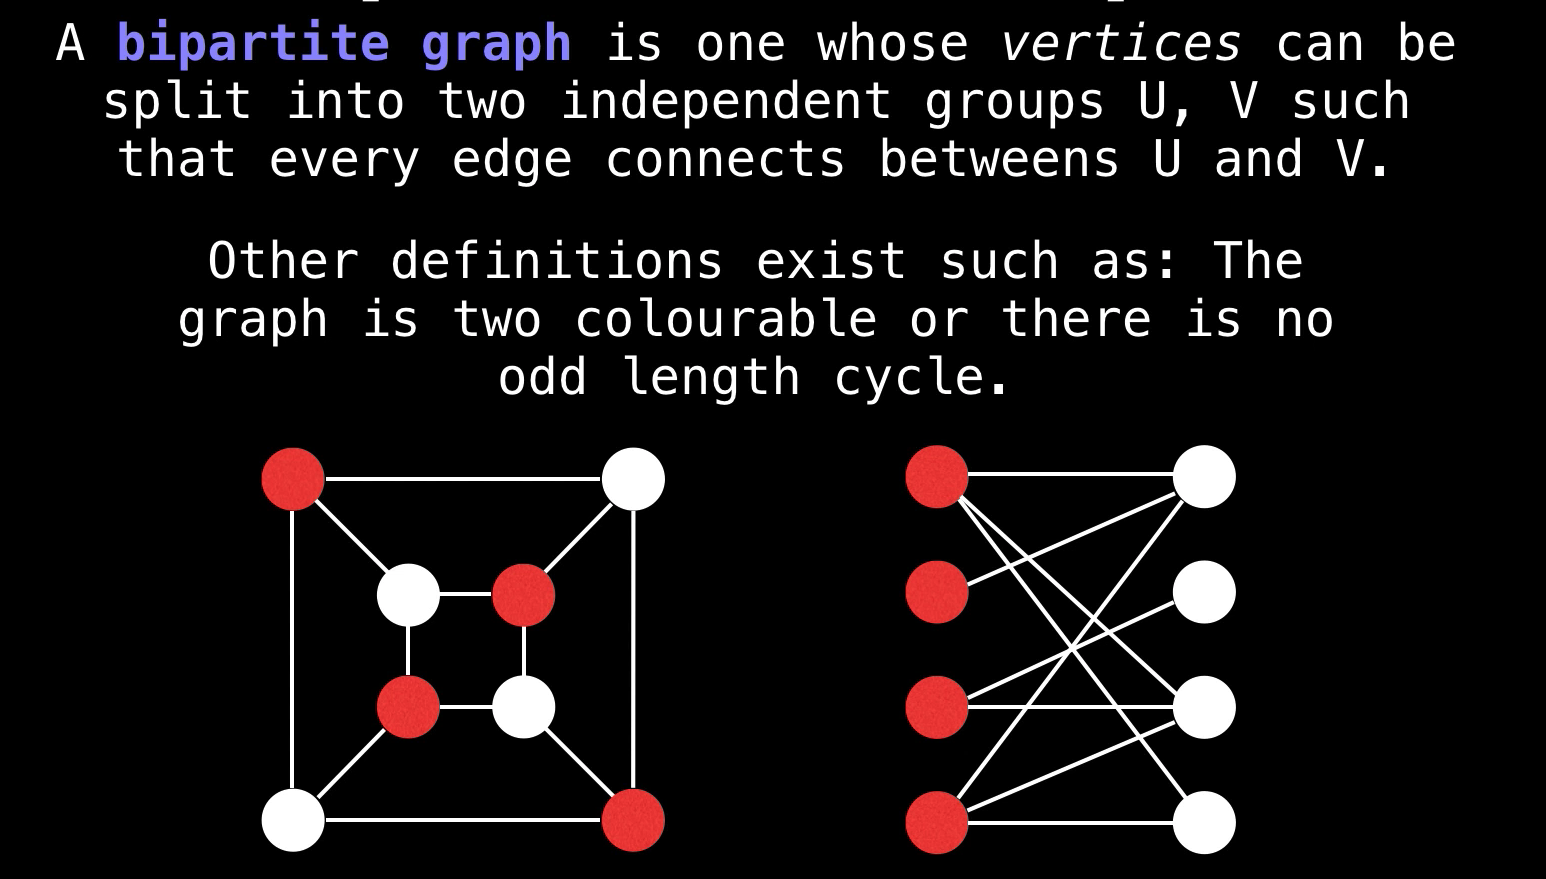 A bipartite graph is one whose vertices can be
split into two independent groups U, V such
that every edge connects betweens U and V.
Other definitions exist such as: The
graph is two colourable or there is no
odd length cycle.